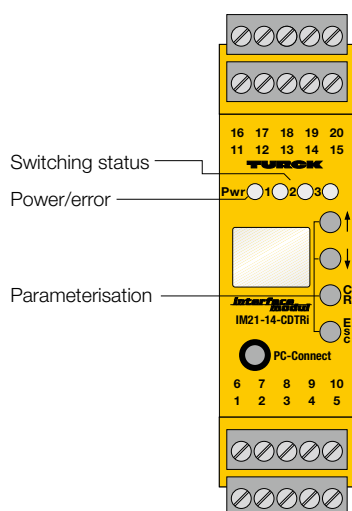 16 17 18 19 20
11 12 13 14 15
TURCK
Switching status
Pwr 1 2 3
Power/error
Parameterisation
C
R
Interface
modul
IM21-14-CDTRi
E
s
c
PC-Connect
6 7 8 9 10
1 2 3 4 5